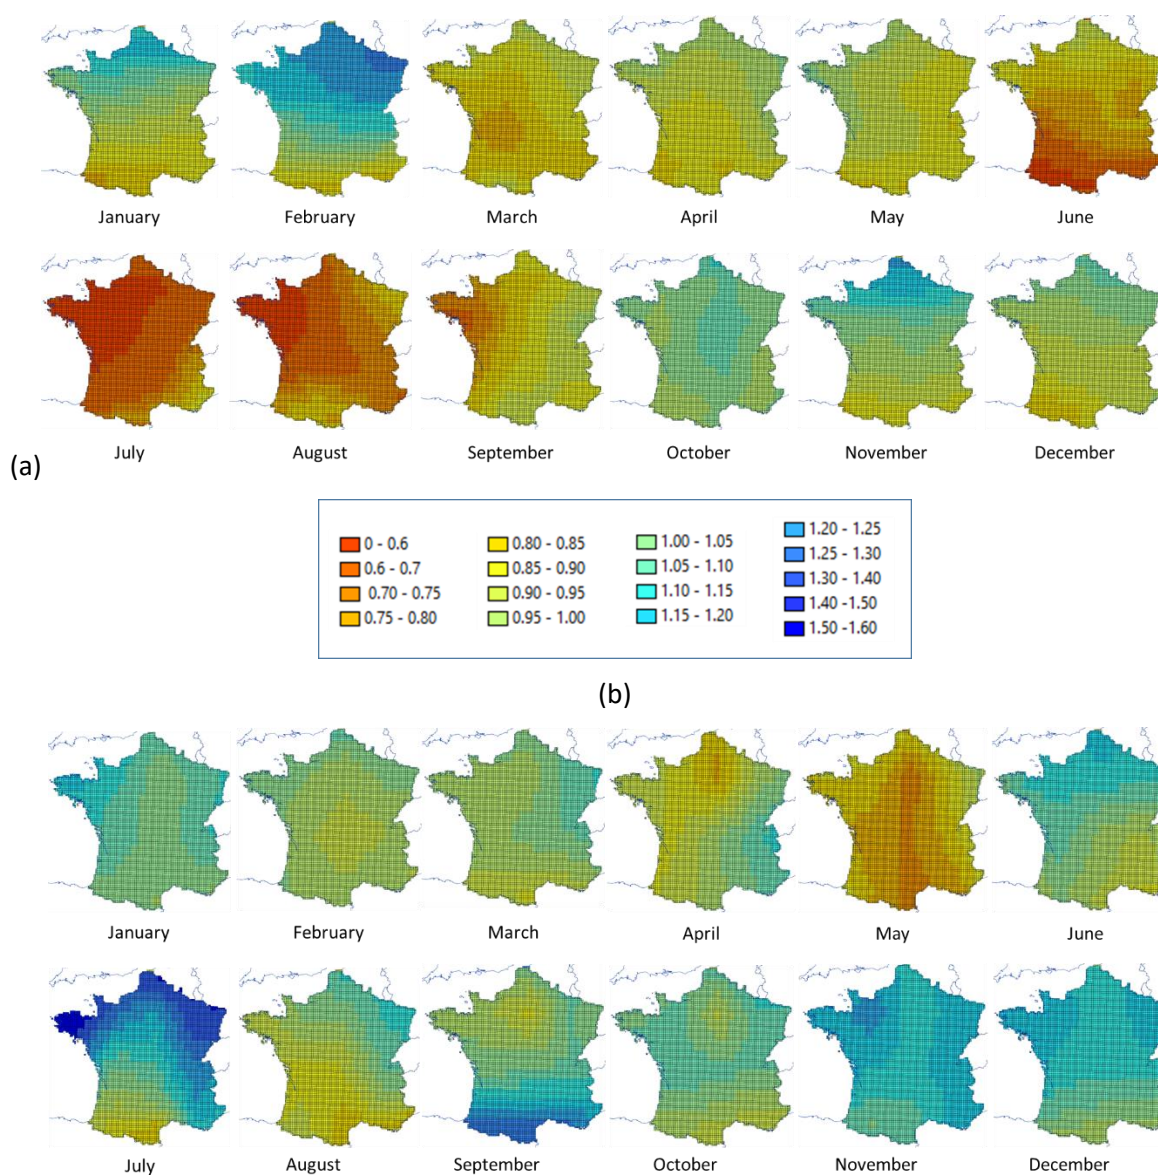 January February March April May June
July August September October November December
(a)
0 - 0.6 0.80 - 0.85 1.00 - 1.05 1.20 - 1.25
0.6 - 0.7 0.85 - 0.90 1.05 - 1.10 1.25 - 1.30
0.70 - 0.75 0.90 - 0.95 1.10 - 1.15 1.30 - 1.40
0.75 - 0.80 0.95 - 1.00 1.15 - 1.20 1.40 -1.50
1.50 -1.60
(b)
January February March April May June
July August September October November December